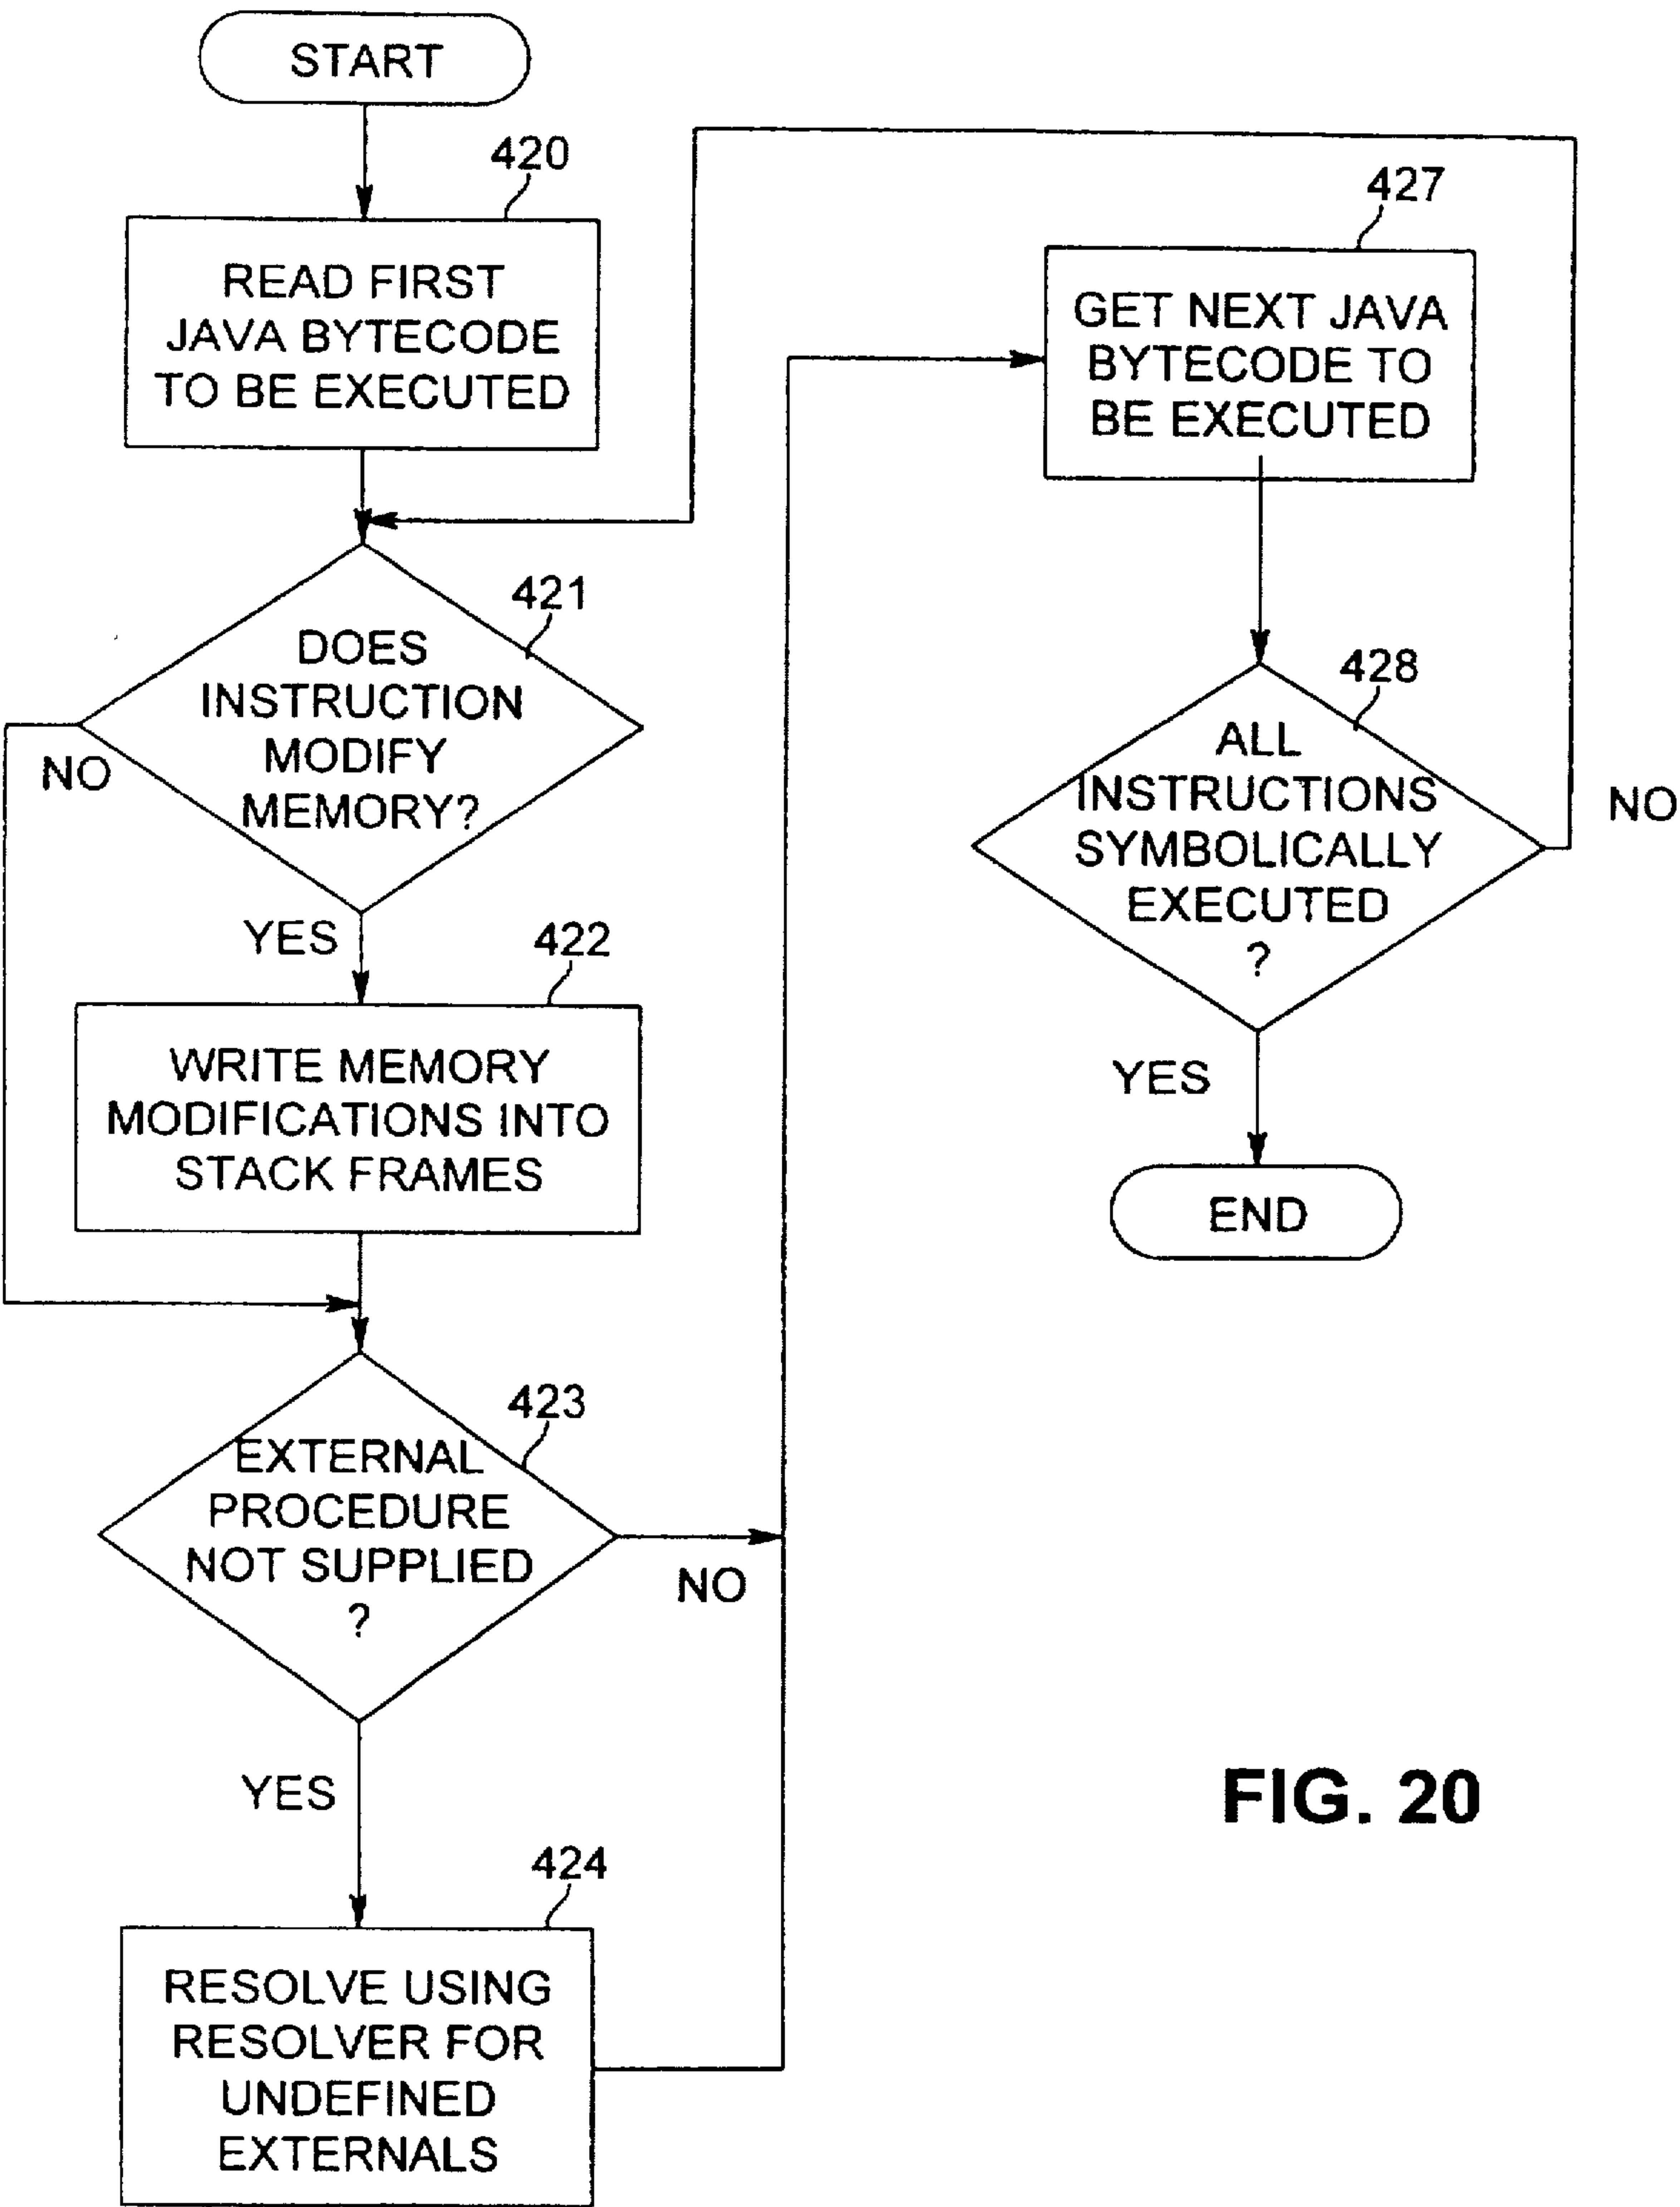 START
420
READ FIRST
JAVA BYTECODE
TO BE EXECUTED
421
DOES
INSTRUCTION
MODIFY
MEMORY?
NO
YES
422
WRITE MEMORY
MODIFICATIONS INTO
STACK FRAMES
423
EXTERNAL
PROCEDURE
NOT SUPPLIED
?
NO
YES
424
RESOLVE USING
RESOLVER FOR
UNDEFINED
EXTERNALS
427
GET NEXT JAVA
BYTECODE TO
BE EXECUTED
428
ALL
INSTRUCTIONS
SYMBOLICALLY
EXECUTED
?
NO
YES
END
FIG. 20